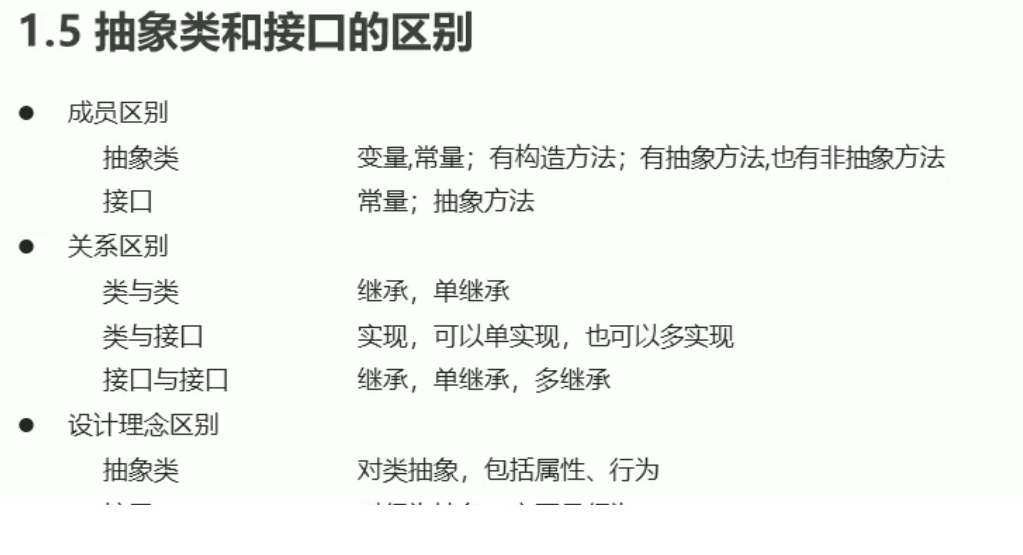 1.5 抽象类和接口的区别
● 成员区别
抽象类 变量,常量；有构造方法；有抽象方法,也有非抽象方法
接口 常量；抽象方法
● 关系区别
类与类 继承，单继承
类与接口 实现，可以单实现，也可以多实现
接口与接口 继承，单继承，多继承
● 设计理念区别
抽象类 对类抽象，包括属性、行为